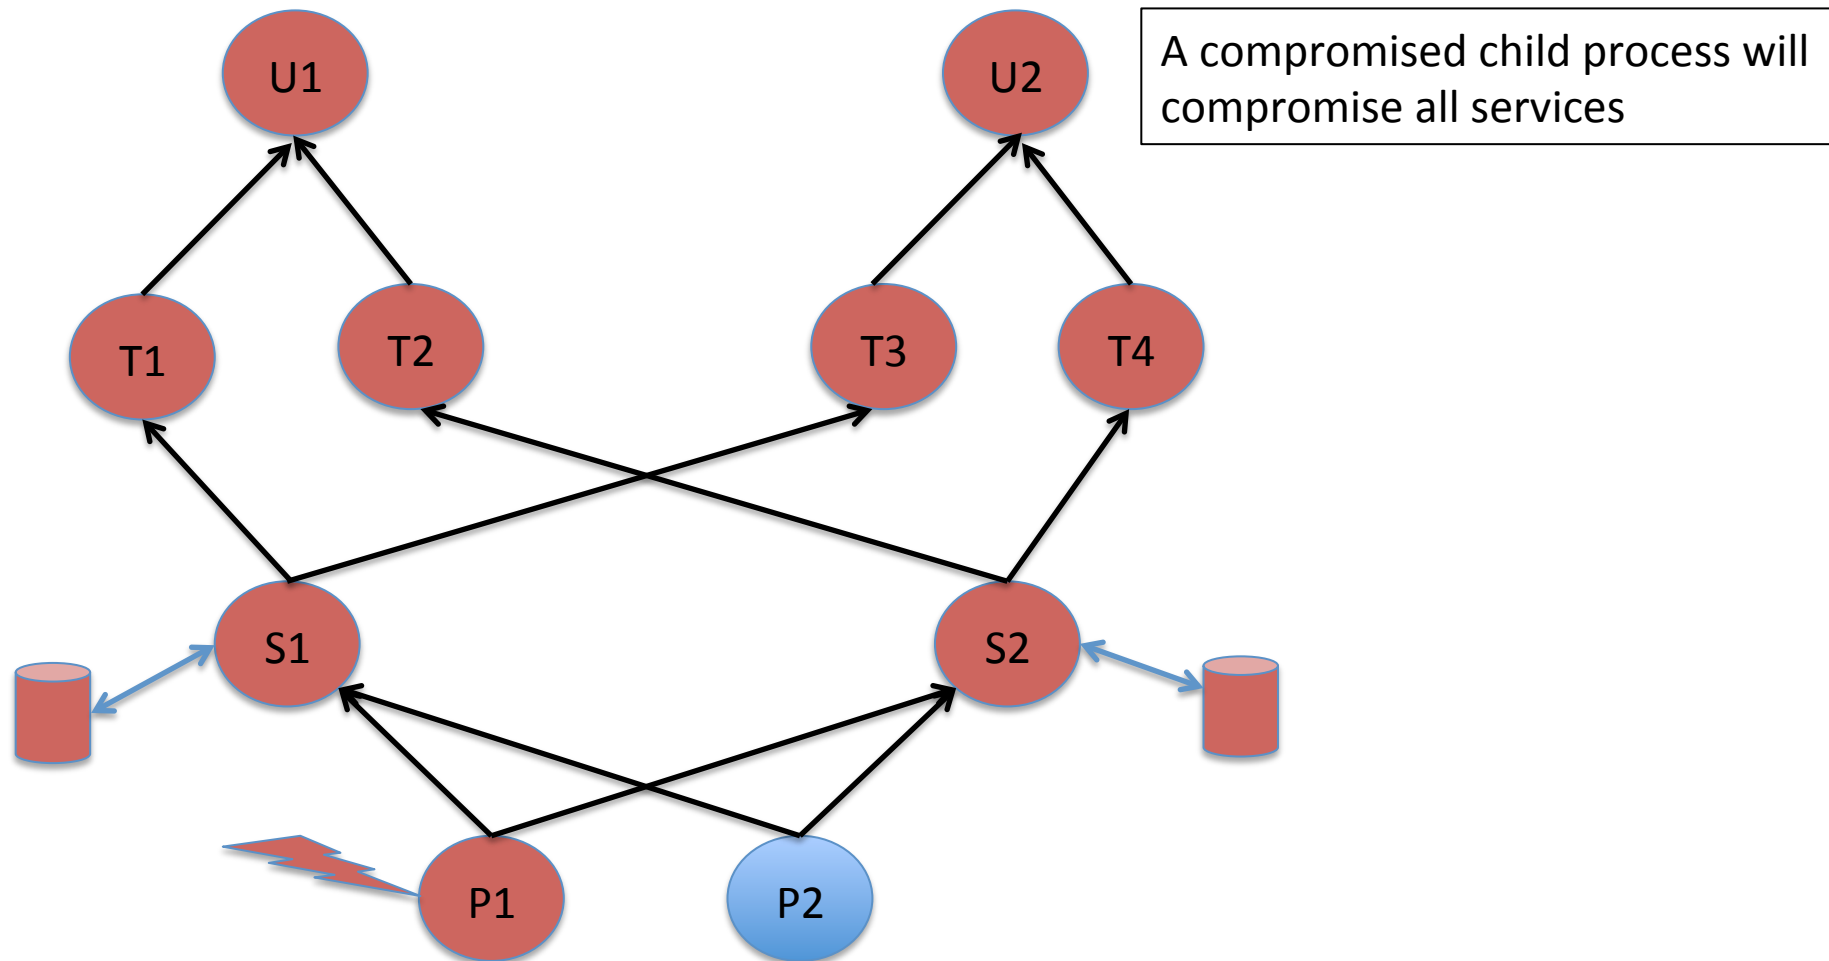 U1
U2
A compromised child process will
compromise all services
T1
T2
T3
T4
S1
S2
P1
P2